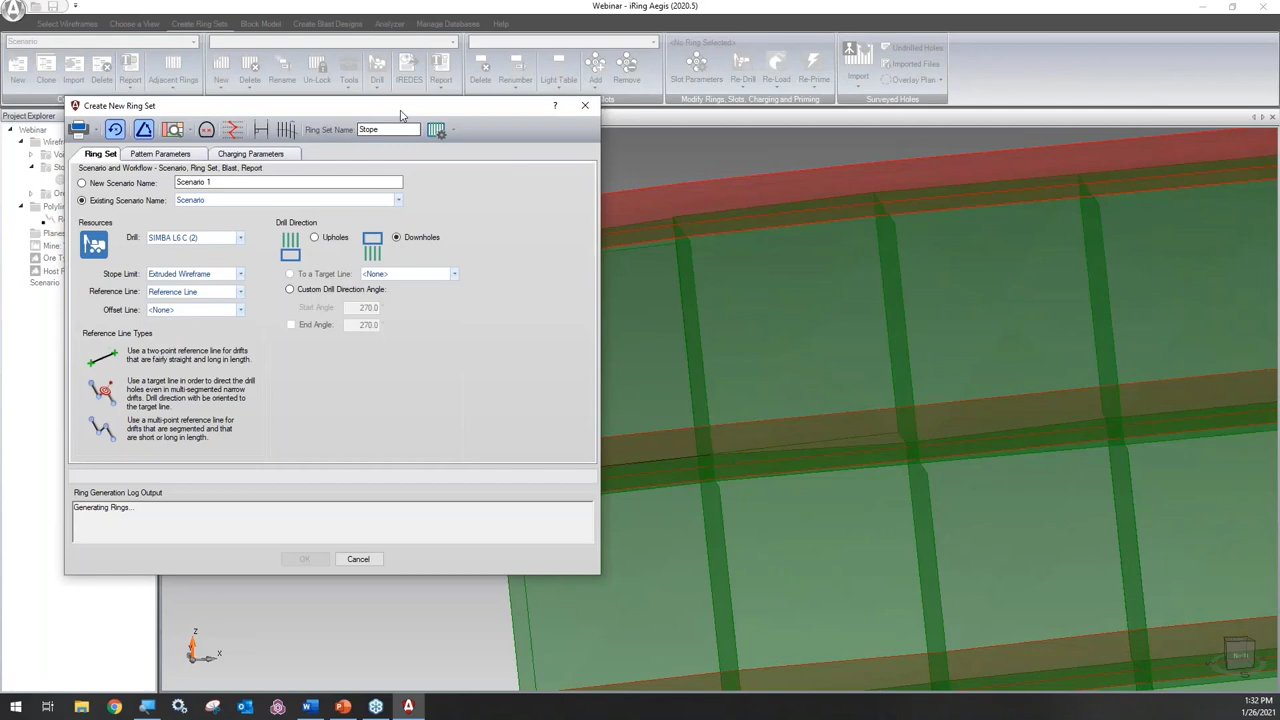 Webinar - iRing Aegis (2020.5)
Select Wireframes
Choose a View
Create Ring Sets
Block Model
Create Blast Designs
Analyzer
Manage Databases
Help
Scenario
<No Ring Selected>
Undrilled Holes
Imported Files
Overlay Plan
New
Clone
Import
Delete
Report
Adjacent Rings
New
Delete
Rename
Un-Lock
Tools
Drill
IREDES
Report
Delete
Renumber
Light Table
Add
Remove
Slot Parameters
Re-Drill
Re-Load
Re-Prime
Import
Modify Rings, Slots, Charging and Priming
Surveyed Holes
Project Explorer
Webinar
Create New Ring Set
?
Ring Set Name
Stope
Ring Set
Pattern Parameters
Charging Parameters
Scenario and Workflow - Scenario, Ring Set, Blast, Report
New Scenario Name:
Scenario 1
Existing Scenario Name:
Scenario
Resources
Drill Direction
Drill:
SIMBA L6 C (2)
Upholes
Downholes
Stope Limit:
Extruded Wireframe
To a Target Line:
<None>
Reference Line:
Reference Line
Custom Drill Direction Angle:
Offset Line:
<None>
Start Angle
270.0
End Angle:
270.0
Reference Line Types
Use a two-point reference line for drifts
that are fairly straight and long in length.
Use a target line in order to direct the drill
holes even in multi-segmented narrow
drifts. Drill direction with be oriented to
the target line.
Use a multi-point reference line for
drifts that are segmented and that
are short or long in length.
Ring Generation Log Output
Generating Rings...
OK
Cancel
Scenario
Z
X
1:32 PM
1/26/2021